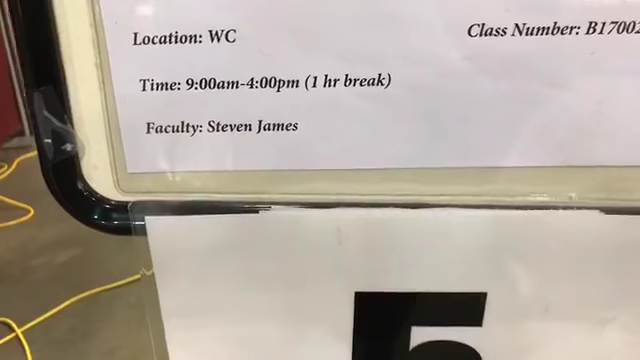 Location: WC
Class Number: B17002
Time: 9:00am-4:00pm (1 hr break)
Faculty: Steven James
5